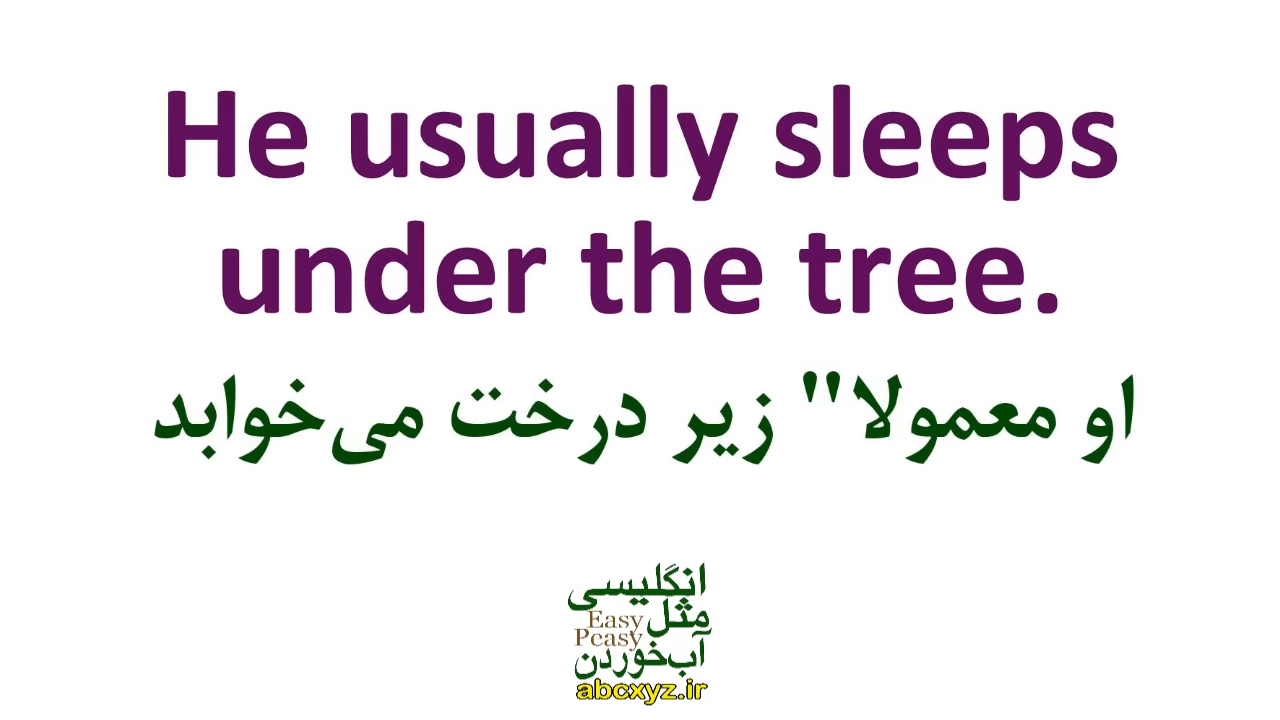 He usually sleeps
under the tree.
او معمولا" زیر درخت می‌خوابد
انگلیسی
مثل
Easy
Peasy
آب‌خوردن
abcxyz.ir